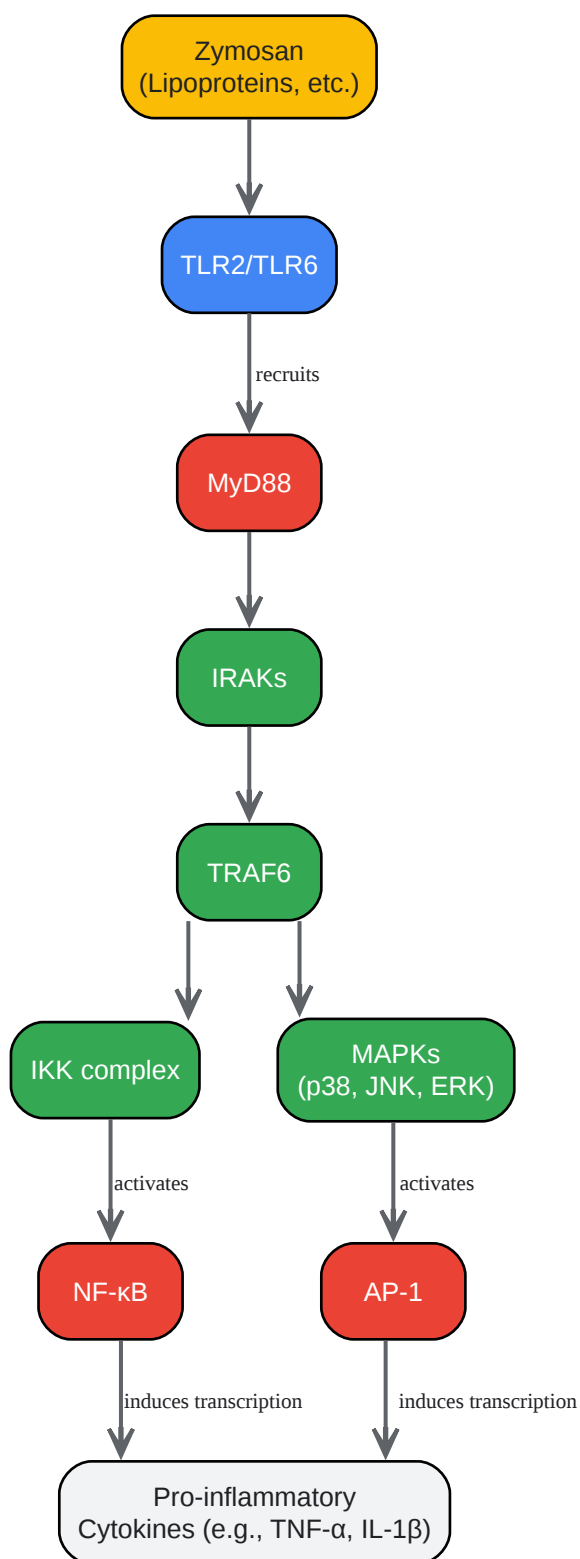 Zymosan
(Lipoproteins, etc.)
TLR2/TLR6
recruits
MyD88
IRAKs
TRAF6
IKK complex
MAPKs
(p38, JNK, ERK)
activates
activates
NF-κB
AP-1
induces transcription
induces transcription
Pro-inflammatory
Cytokines (e.g., TNF-α, IL-1β)